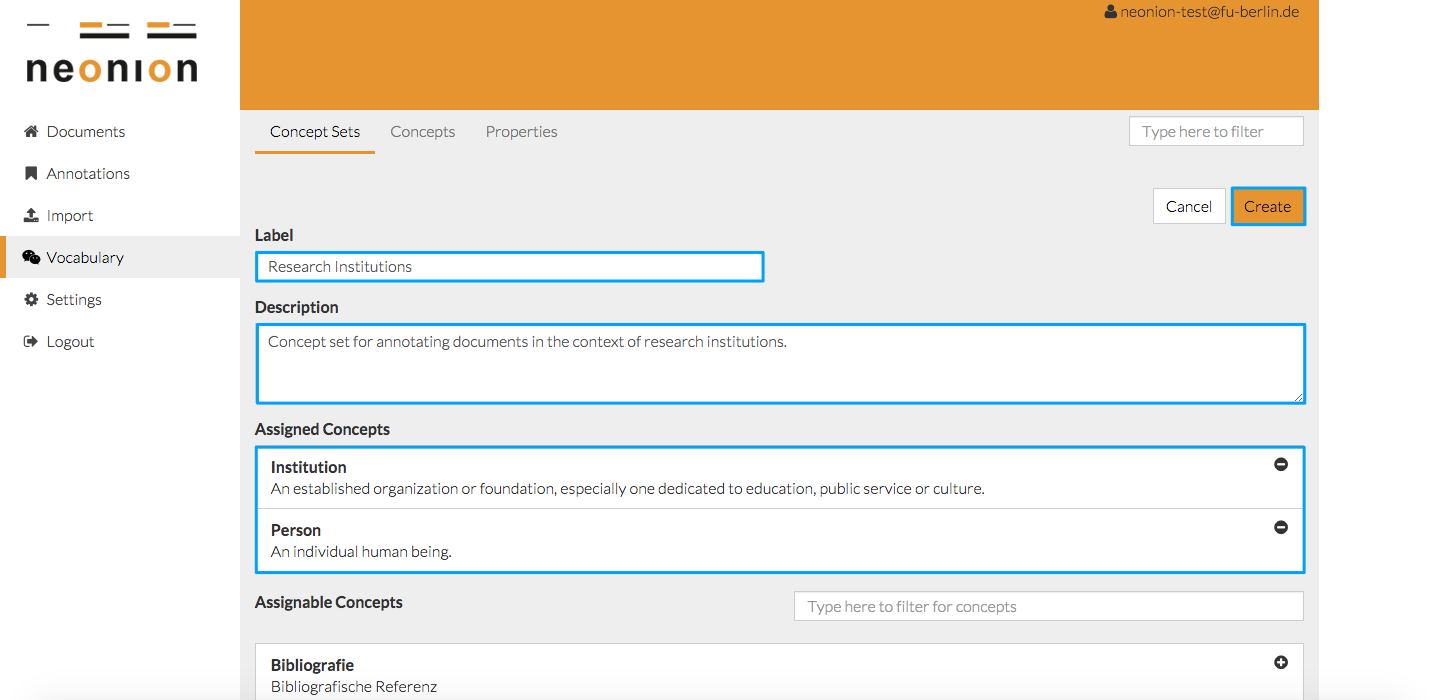 neonion
neonion-test@fu-berlin.de
Documents
Annotations
Import
Vocabulary
Settings
Logout
Concept Sets
Concepts
Properties
Type here to filter
Cancel
Create
Label
Research Institutions
Description
Concept set for annotating documents in the context of research institutions.
Assigned Concepts
Institution
An established organization or foundation, especially one dedicated to education, public service or culture.
Person
An individual human being.
Assignable Concepts
Type here to filter for concepts
Bibliografie
Bibliografische Referenz